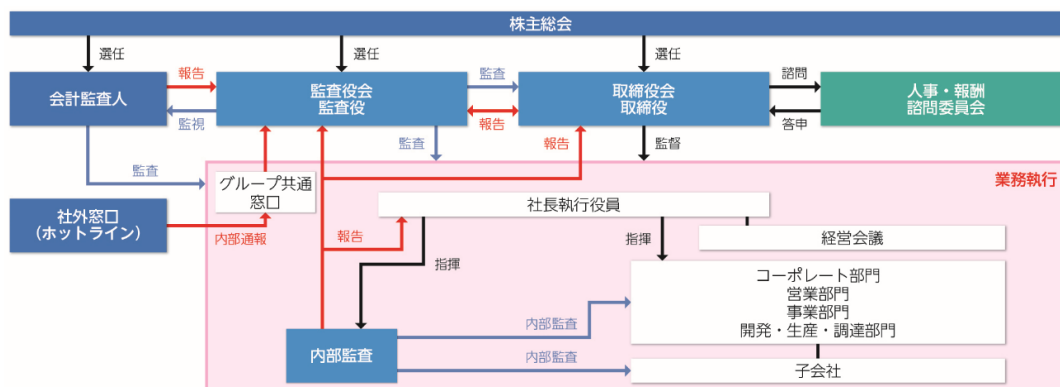 株主総会
選任
選任
選任
会計監査人
報告
監視
監査役会
監査役
監査
報告
取締役会
取締役
諮問
答申
人事・報酬
諮問委員会
監査
監査
報告
監督
業務執行
グループ共通
窓口
社外窓口
（ホットライン）
内部通報
社長執行役員
報告
指揮
指揮
経営会議
コーポレート部門
営業部門
事業部門
開発・生産・調達部門
内部監査
内部監査
内部監査
子会社